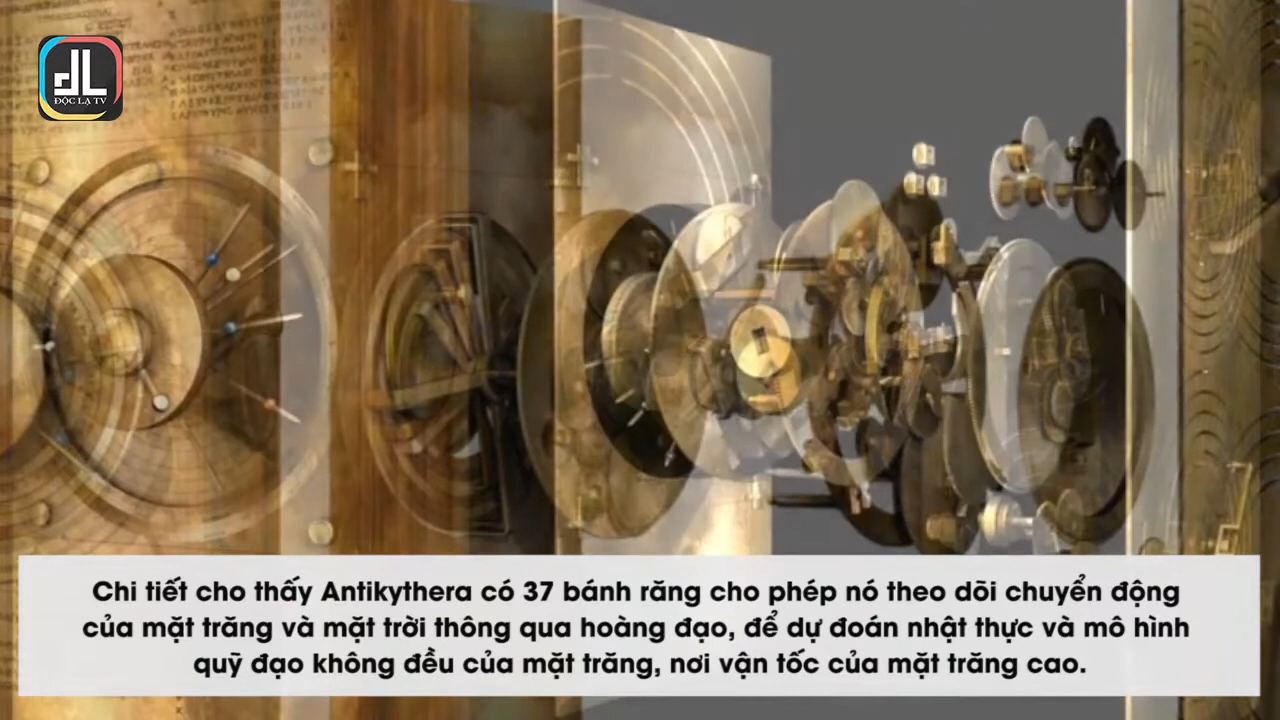 ĐỘC LẠ TV
Chi tiết cho thấy Antikythera có 37 bánh răng cho phép nó theo dõi chuyển động
của mặt trăng và mặt trời thông qua hoàng đạo, để dự đoán nhật thực và mô hình
quỹ đạo không đều của mặt trăng, nơi vận tốc của mặt trăng cao.